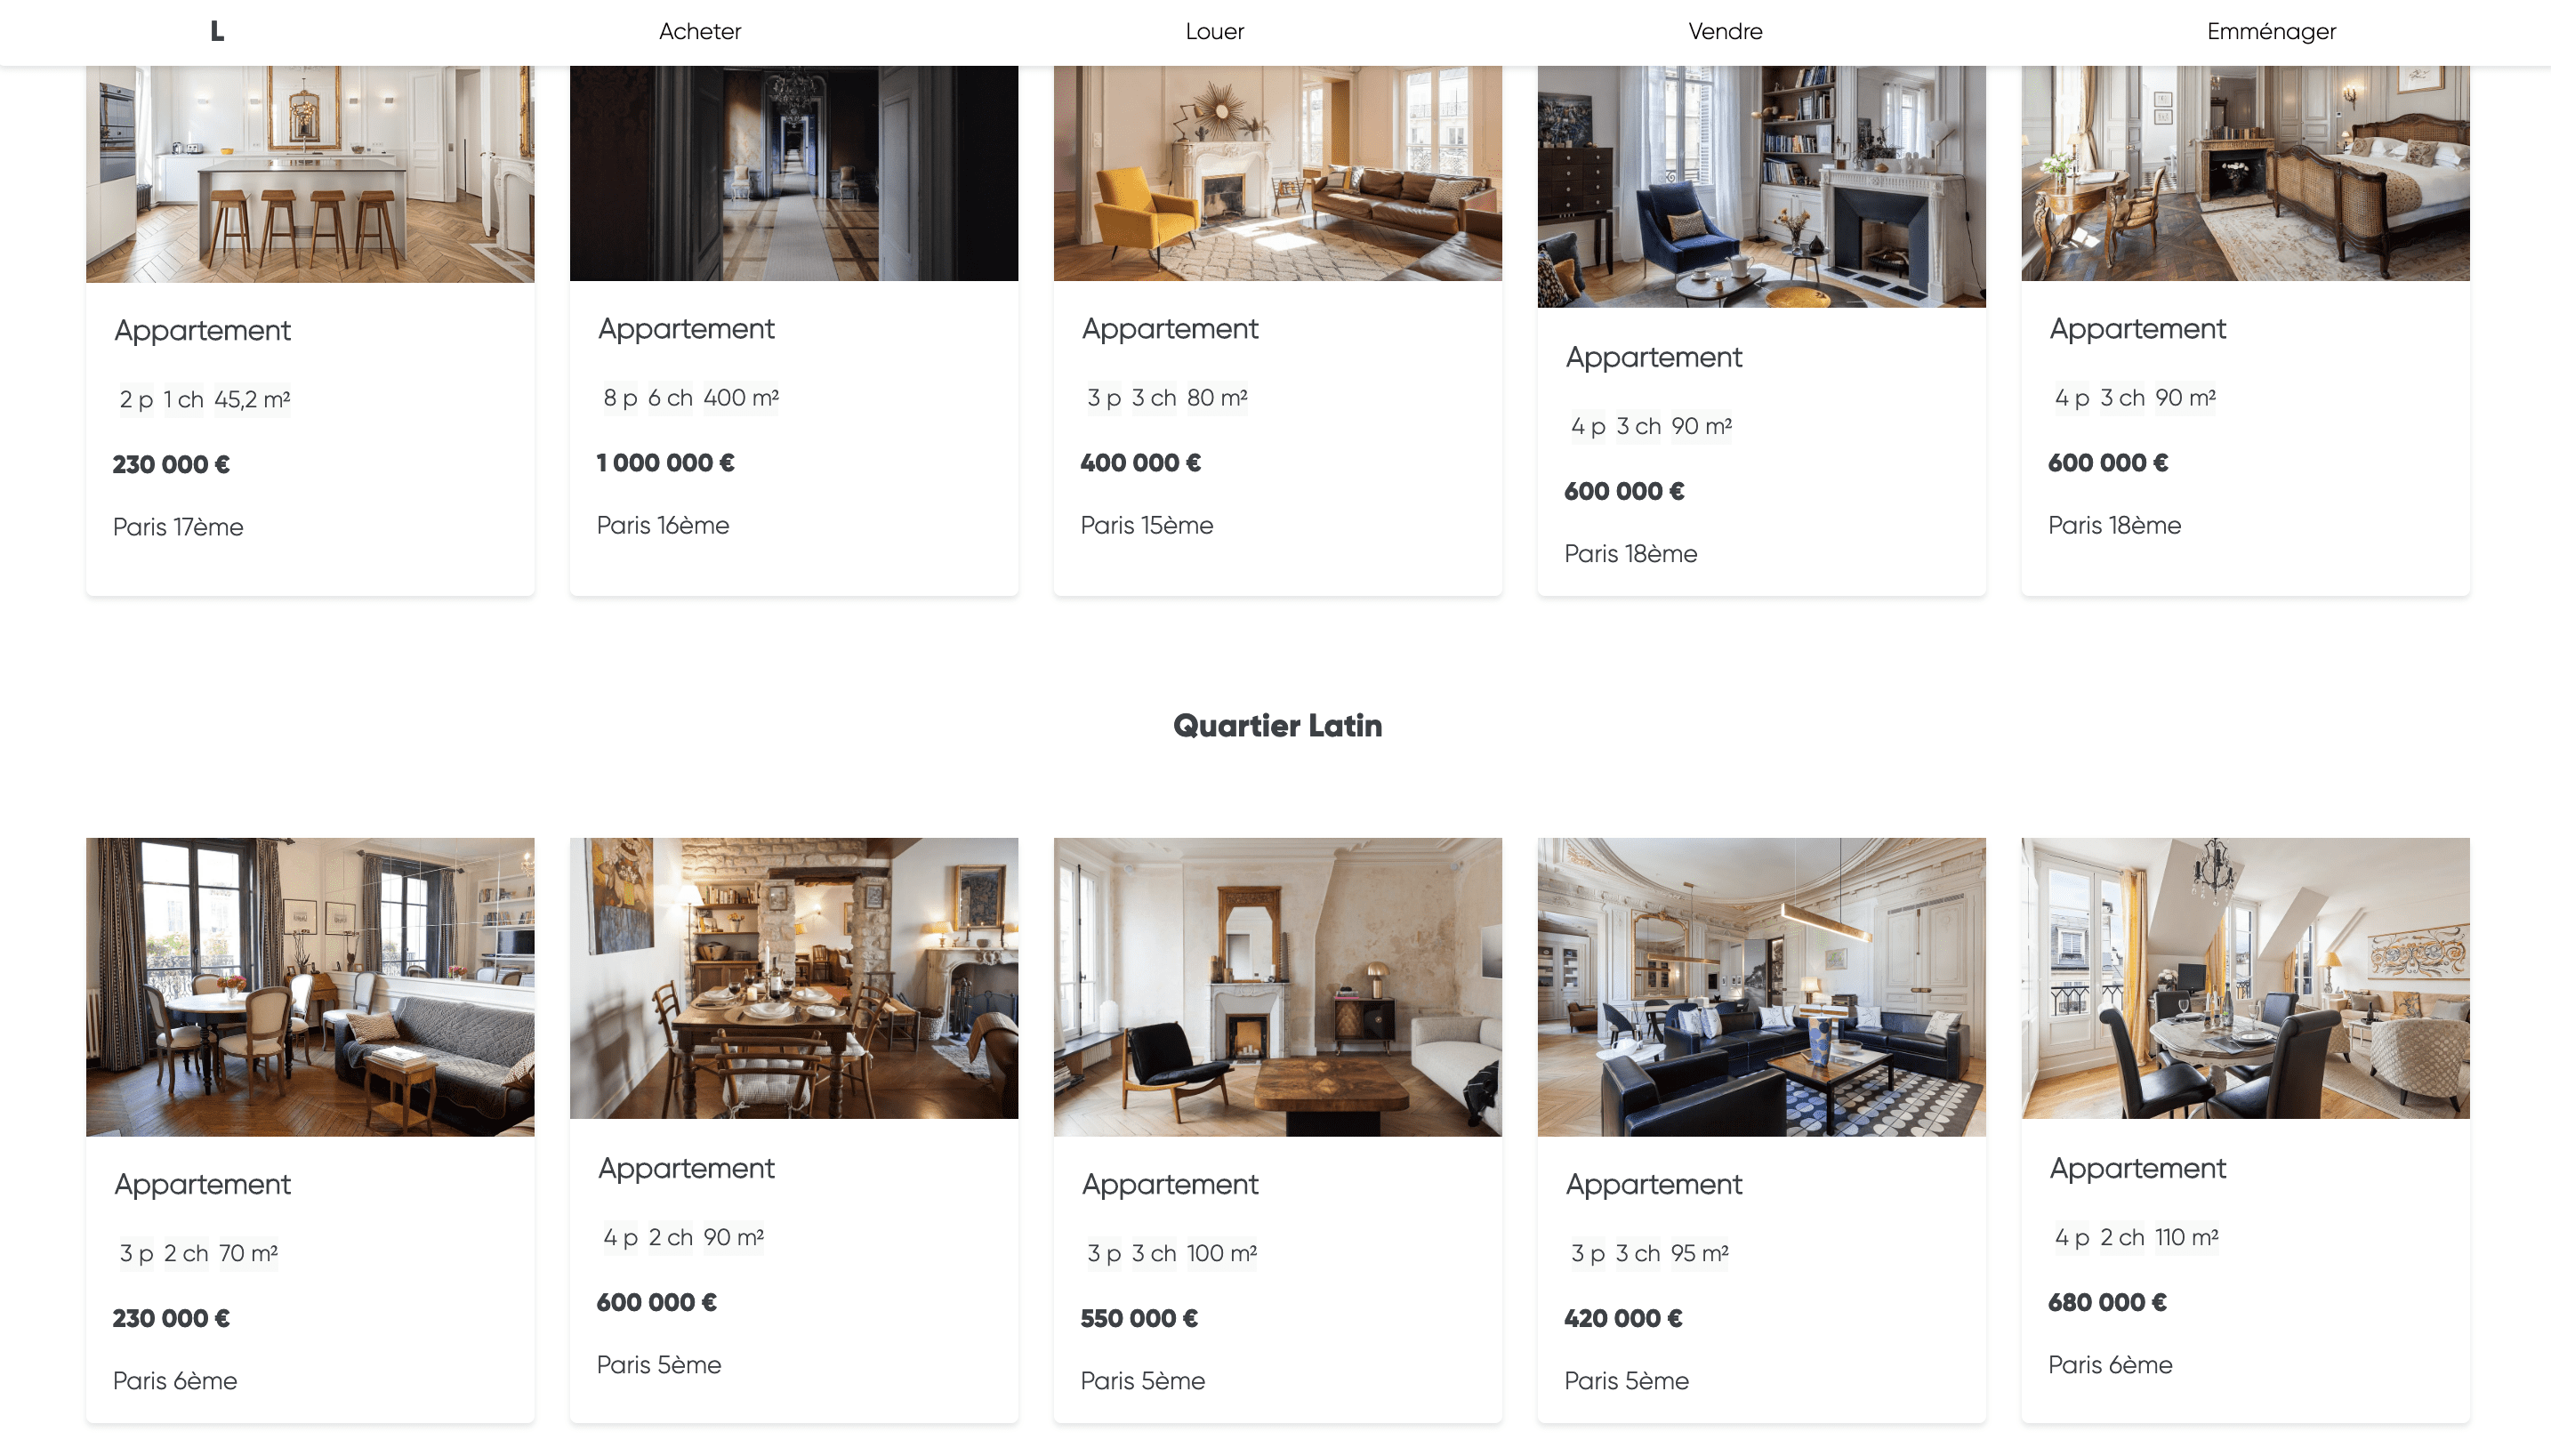 L Acheter Louer Vendre Emménager
Appartement
2 p 1 ch 45,2 m²
230 000 €
Paris 17ème
Appartement
8 p 6 ch 400 m²
1 000 000 €
Paris 16ème
Appartement
3 p 3 ch 80 m²
400 000 €
Paris 15ème
Appartement
4 p 3 ch 90 m²
600 000 €
Paris 18ème
Appartement
4 p 3 ch 90 m²
600 000 €
Paris 18ème
Quartier Latin
Appartement
3 p 2 ch 70 m²
230 000 €
Paris 6ème
Appartement
4 p 2 ch 90 m²
600 000 €
Paris 5ème
Appartement
3 p 3 ch 100 m²
550 000 €
Paris 5ème
Appartement
3 p 3 ch 95 m²
420 000 €
Paris 5ème
Appartement
4 p 2 ch 110 m²
680 000 €
Paris 6ème